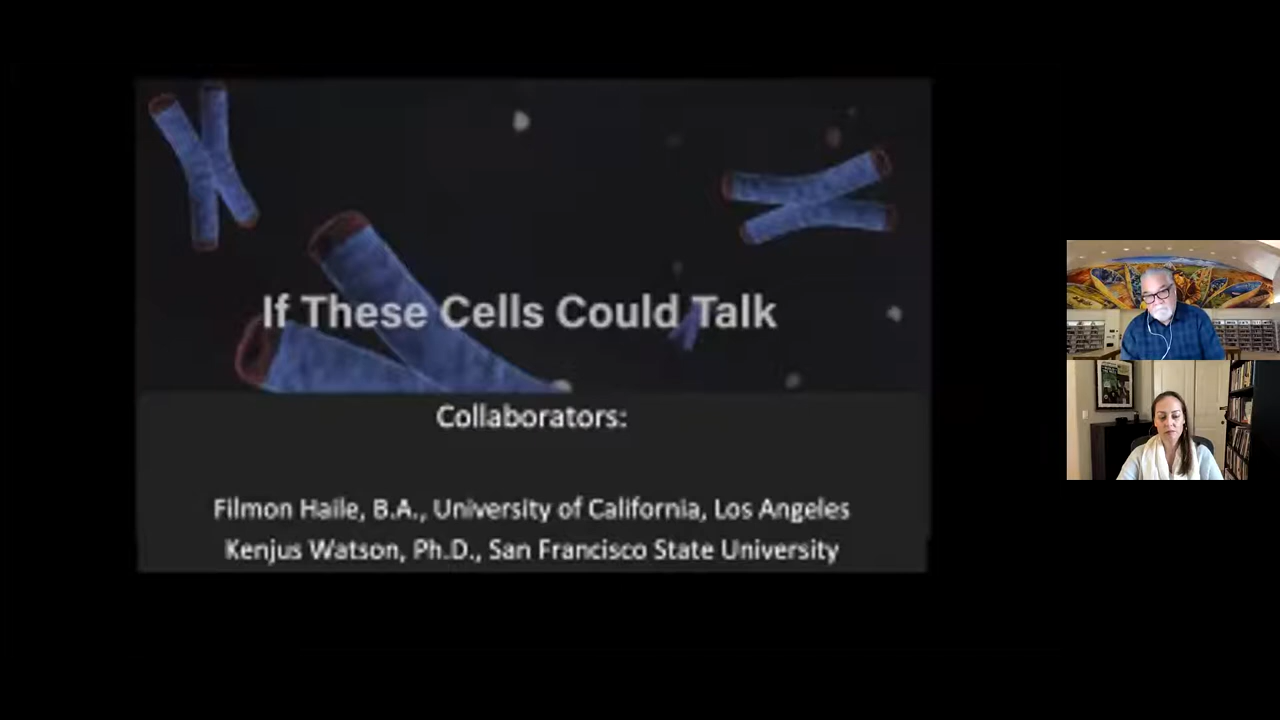 If These Cells Could Talk
Collaborators:
Filmon Haile, B.A., University of California, Los Angeles
Kenjus Watson, Ph.D., San Francisco State University